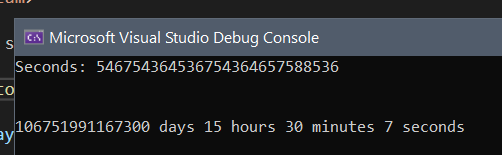 Microsoft Visual Studio Debug Console
Seconds: 546754364536754364657588536
106751991167300 days 15 hours 30 minutes 7 seconds